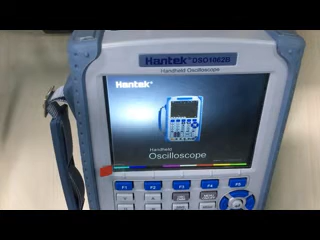 Hantek DSO1062B
Handheld Oscilloscope
Hantek
Handheld
Oscilloscope
F1 F2 F3 F4 F5